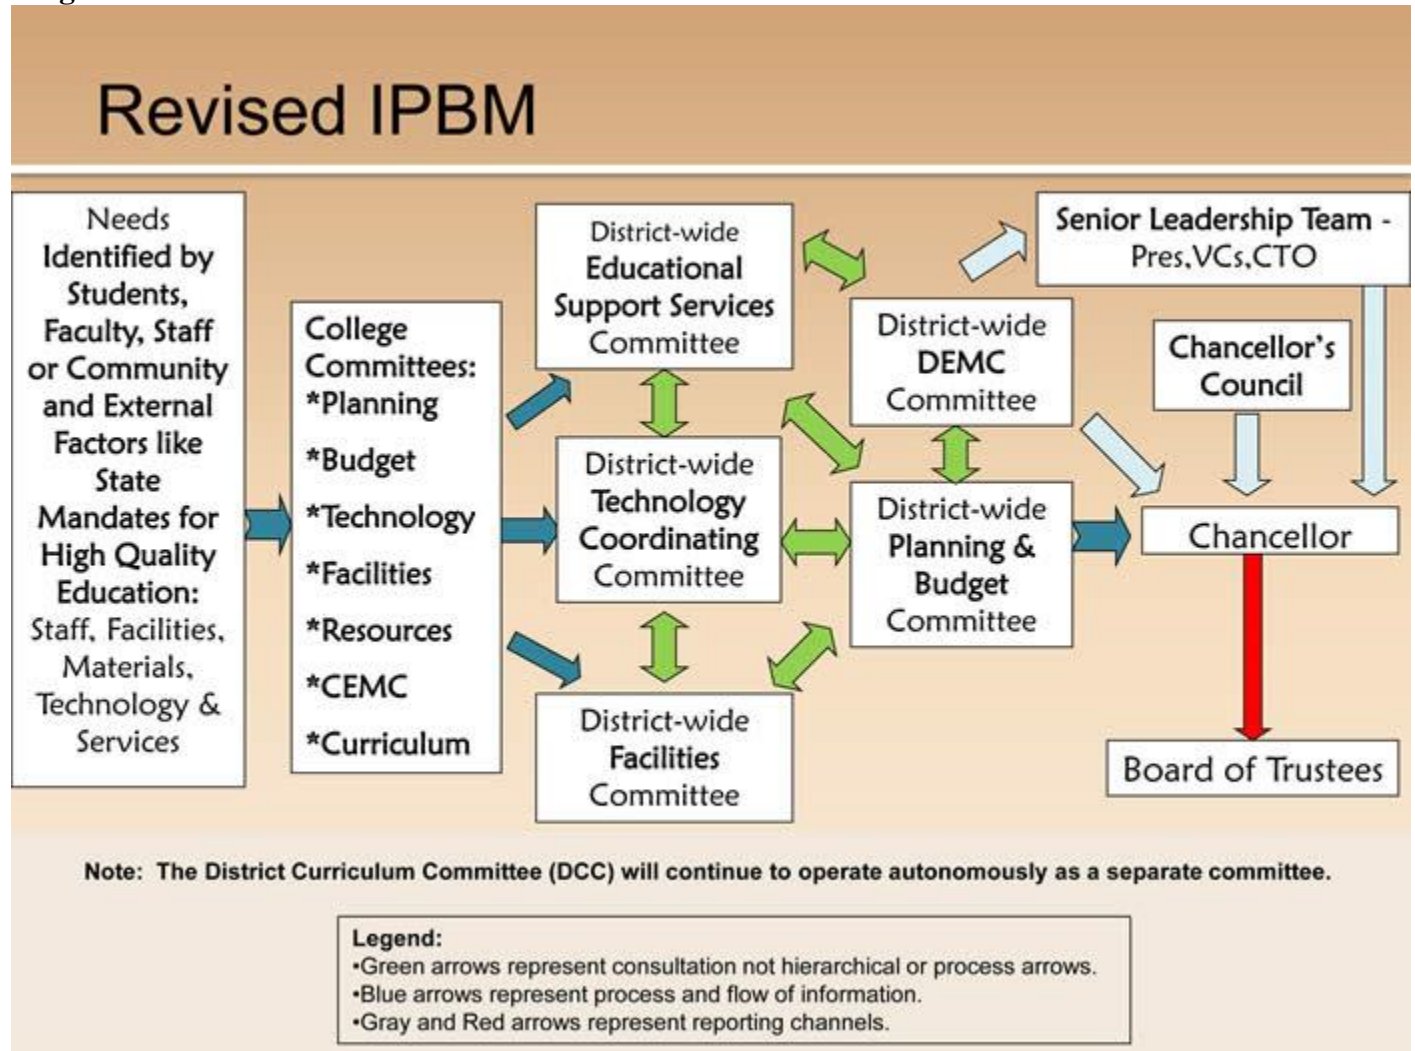 Revised IPBM
Needs
Identified by
Students,
Faculty, Staff
or Community
and External
Factors like
State
Mandates for
High Quality
Education:
Staff, Facilities,
Materials,
Technology &
Services
College
Committees:
*Planning
*Budget
*Technology
*Facilities
*Resources
*CEMC
*Curriculum
District-wide
Educational
Support Services
Committee
District-wide
Technology
Coordinating
Committee
District-wide
Facilities
Committee
District-wide
DEMC
Committee
District-wide
Planning &
Budget
Committee
Senior Leadership Team -
Pres,VCs,CTO
Chancellor's
Council
Chancellor
Board of Trustees
Note: The District Curriculum Committee (DCC) will continue to operate autonomously as a separate committee.
Legend:
•Green arrows represent consultation not hierarchical or process arrows.
•Blue arrows represent process and flow of information.
•Gray and Red arrows represent reporting channels.